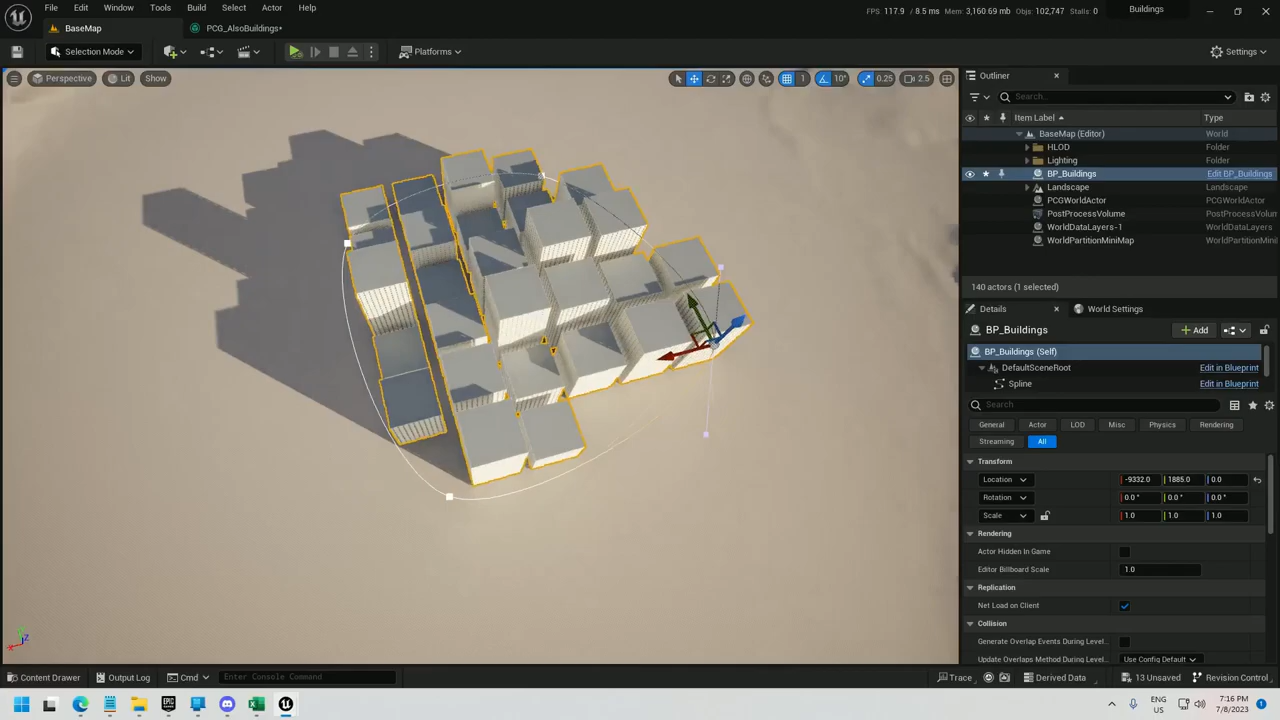 File Edit Window Tools Build Select Actor Help
FPS: 117.9 / 8.5 ms Mem: 3,160.69 mb Objs: 102,747 Stalls: 0
Buildings
BaseMap
PCG_AlsoBuildings*
Selection Mode
Platforms
Settings
Perspective Lit Show
1 10° 0.25 2.5
Outliner
Search...
Item Label Type
BaseMap (Editor) World
HLOD Folder
Lighting Folder
BP_Buildings Edit BP_Buildings
Landscape Landscape
PCGWorldActor PCGWorldActor
PostProcessVolume PostProcessVolun
WorldDataLayers-1 WorldDataLayers
WorldPartitionMiniMap WorldPartitionMi
140 actors (1 selected)
Details World Settings
BP_Buildings
Add
BP_Buildings (Self)
DefaultSceneRoot Edit in Blueprint
Spline Edit in Blueprint
Search
General Actor LOD Misc Physics Rendering
Streaming All
Transform
Location -9332.0 1885.0 0.0
Rotation 0.0 ° 0.0 ° 0.0 °
Scale 1.0 1.0 1.0
Rendering
Actor Hidden In Game
Editor Billboard Scale 1.0
Replication
Net Load on Client
Collision
Generate Overlap Events During Level...
Update Overlaps Method During Level... Use Config Default
Content Drawer Output Log Cmd Enter Console Command
Trace Derived Data 13 Unsaved Revision Control
EPIC
ENG
US
7:16 PM
7/8/2023
1